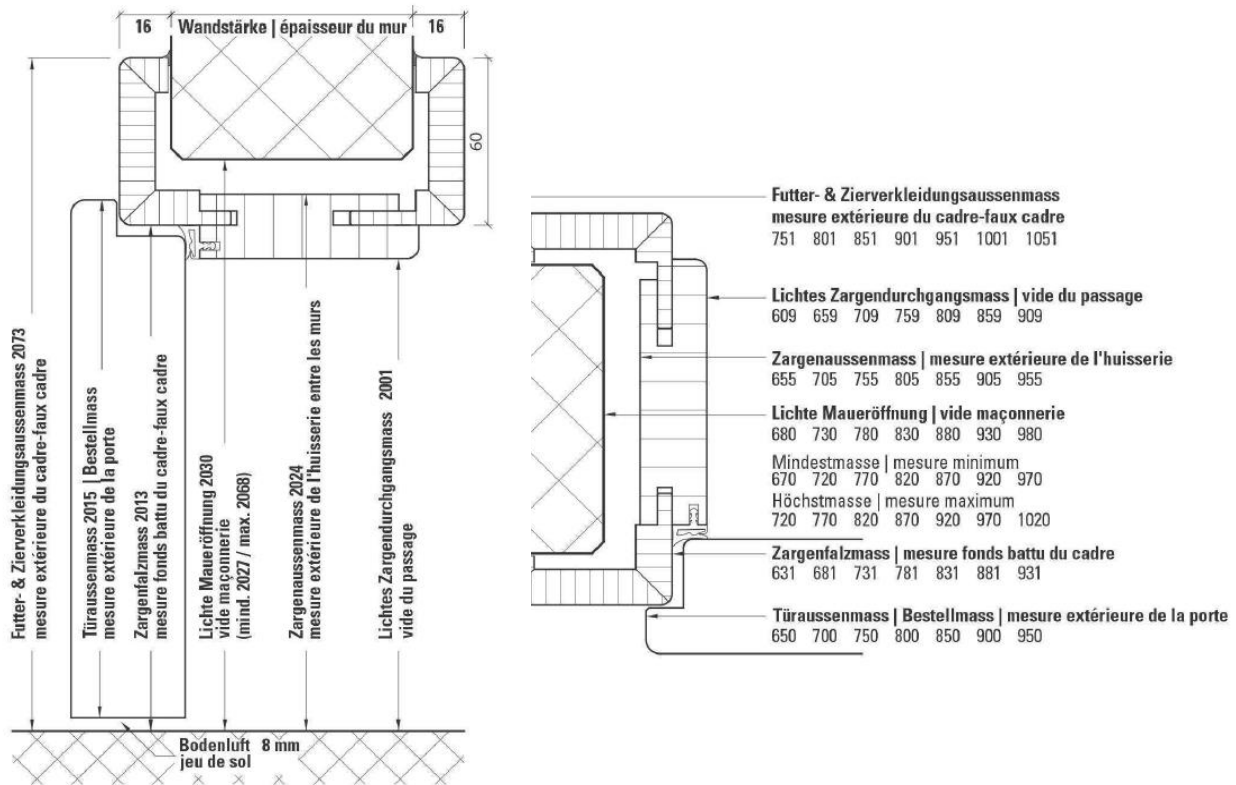 16 Wandstärke | épaisseur du mur 16
60
Futter- & Zierverkleidungsaussenmass 2073
mesure extérieure du cadre-faux cadre
Türaussenmass 2015 | Bestellmass
mesure extérieure de la porte
Zargenfalzmass 2013
mesure fonds battu du cadre-faux cadre
Lichte Maueröffnung 2030
vide maçonnerie
(mind. 2027 / max. 2068)
Zargenaussenmass 2024
mesure extérieure de l'huisserie entre les murs
Lichtes Zargendurchgangsmass 2001
vide du passage
Bodenluft 8 mm
jeu de sol
Futter- & Zierverkleidungsaussenmass
mesure extérieure du cadre-faux cadre
751 801 851 901 951 1001 1051
Lichtes Zargendurchgangsmass | vide du passage
609 659 709 759 809 859 909
Zargenaussenmass | mesure extérieure de l'huisserie
655 705 755 805 855 905 955
Lichte Maueröffnung | vide maçonnerie
680 730 780 830 880 930 980
Mindestmasse | mesure minimum
670 720 770 820 870 920 970
Höchstmasse | mesure maximum
720 770 820 870 920 970 1020
Zargenfalzmass | mesure fonds battu du cadre
631 681 731 781 831 881 931
Türaussenmass | Bestellmass | mesure extérieure de la porte
650 700 750 800 850 900 950